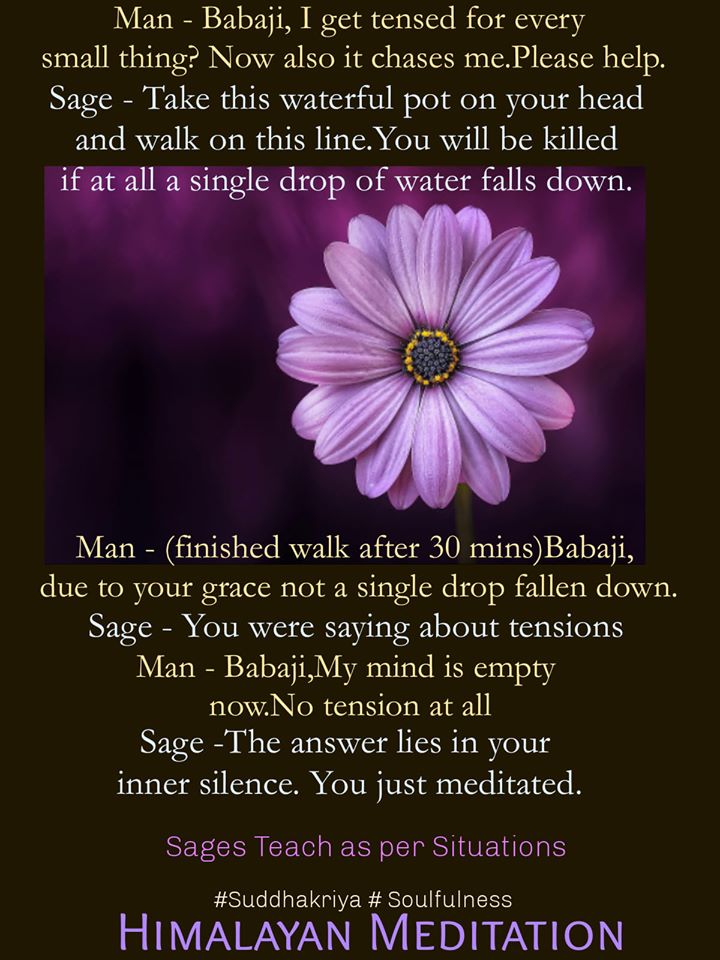 Man - Babaji, I get tensed for every
small thing? Now also it chases me.Please help.
Sage - Take this waterful pot on your head
and walk on this line.You will be killed
if at all a single drop of water falls down.
Man - (finished walk after 30 mins)Babaji,
due to your grace not a single drop fallen down.
Sage - You were saying about tensions
Man - Babaji,My mind is empty
now.No tension at all
Sage -The answer lies in your
inner silence. You just meditated.
Sages Teach as per Situations
#Suddhakriya # Soulfulness
HIMALAYAN MEDITATION